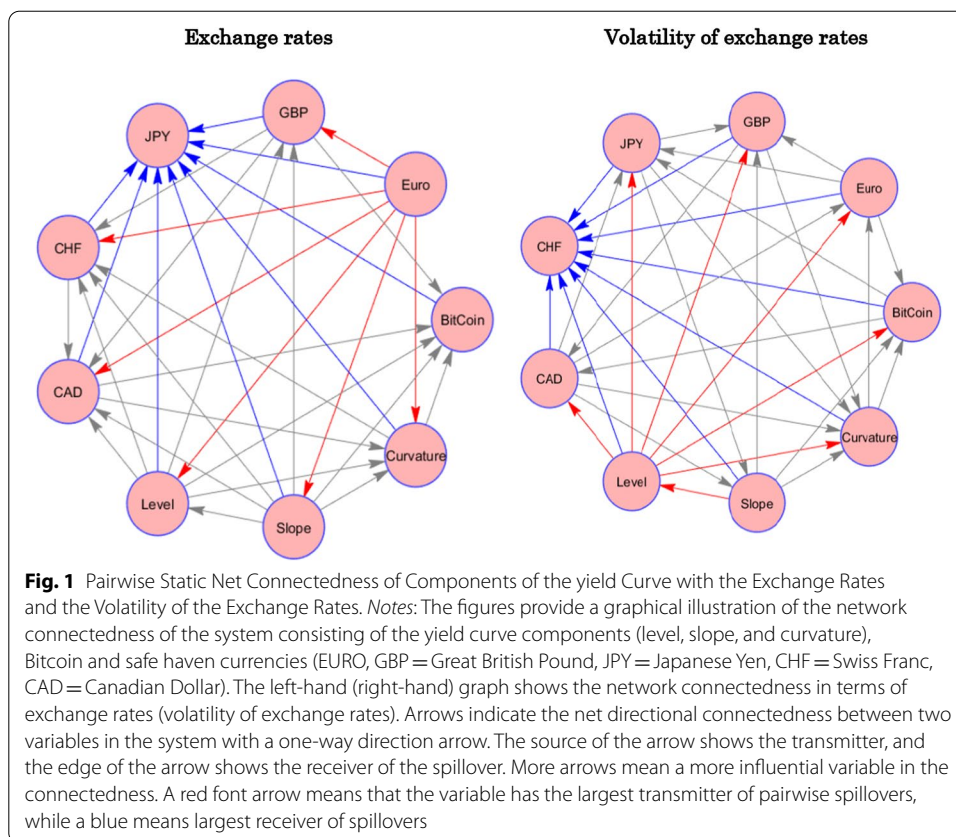 Exchange rates
Volatility of exchange rates
GBP
JPY
Euro
CHF
BitCoin
CAD
Curvature
Level
Slope
GBP
JPY
Euro
CHF
BitCoin
CAD
Curvature
Level
Slope
Fig. 1 Pairwise Static Net Connectedness of Components of the yield Curve with the Exchange Rates
and the Volatility of the Exchange Rates. Notes: The figures provide a graphical illustration of the network
connectedness of the system consisting of the yield curve components (level, slope, and curvature),
Bitcoin and safe haven currencies (EURO, GBP = Great British Pound, JPY = Japanese Yen, CHF = Swiss Franc,
CAD = Canadian Dollar). The left-hand (right-hand) graph shows the network connectedness in terms of
exchange rates (volatility of exchange rates). Arrows indicate the net directional connectedness between two
variables in the system with a one-way direction arrow. The source of the arrow shows the transmitter, and
the edge of the arrow shows the receiver of the spillover. More arrows mean a more influential variable in the
connectedness. A red font arrow means that the variable has the largest transmitter of pairwise spillovers,
while a blue means largest receiver of spillovers